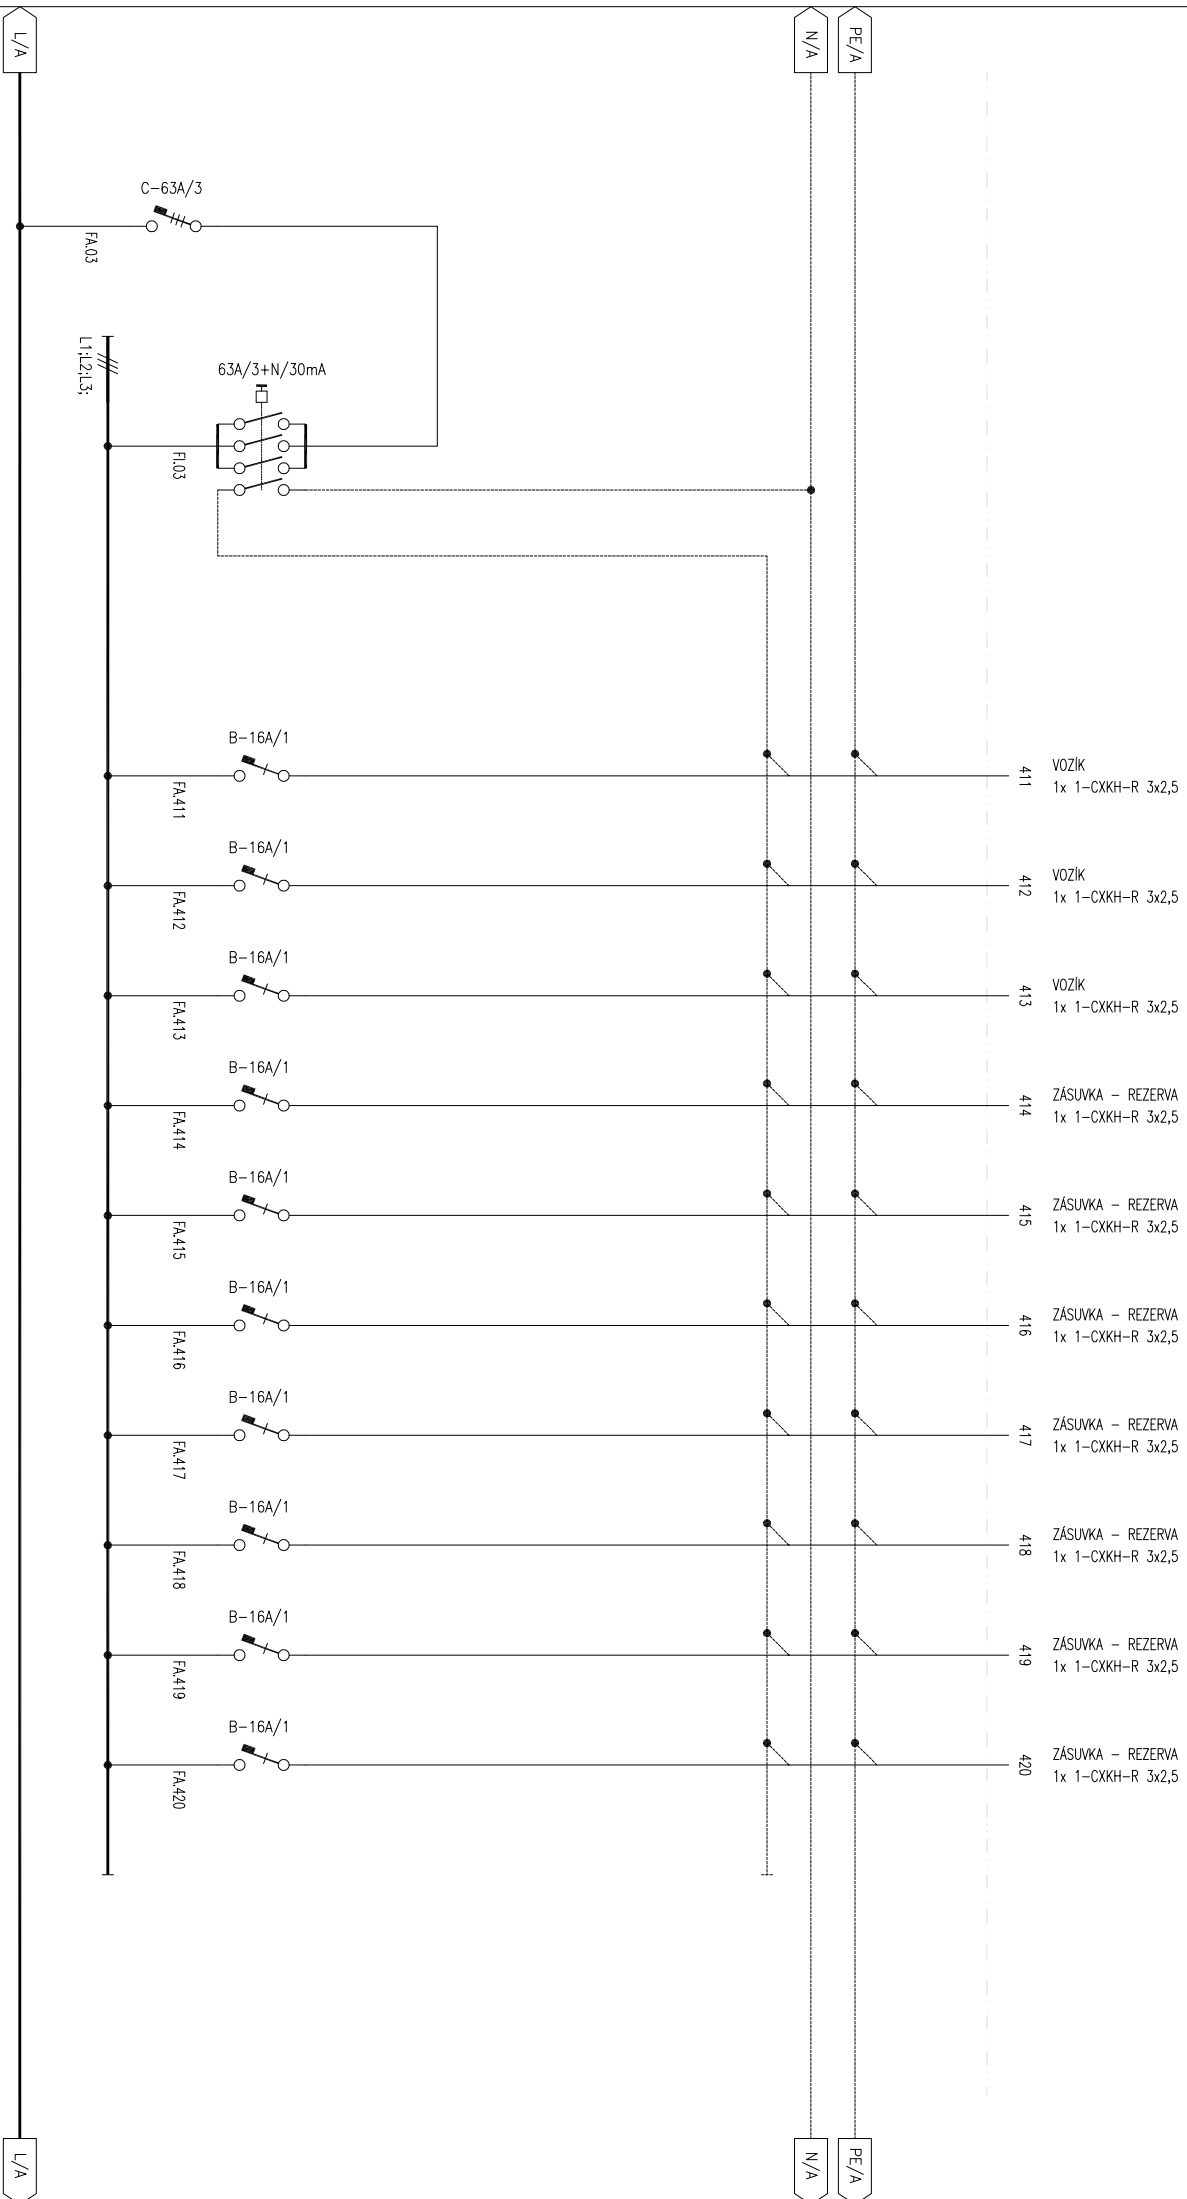 L/A
N/A
PE/A
C-63A/3
FA.03
L1;L2;L3;
63A/3+N/30mA
FI.03
B-16A/1
FA.411
411
VOZÍK
1x 1-CXKH-R 3x2,5
B-16A/1
FA.412
412
VOZÍK
1x 1-CXKH-R 3x2,5
B-16A/1
FA.413
413
VOZÍK
1x 1-CXKH-R 3x2,5
B-16A/1
FA.414
414
ZÁSUVKA - REZERVA
1x 1-CXKH-R 3x2,5
B-16A/1
FA.415
415
ZÁSUVKA - REZERVA
1x 1-CXKH-R 3x2,5
B-16A/1
FA.416
416
ZÁSUVKA - REZERVA
1x 1-CXKH-R 3x2,5
B-16A/1
FA.417
417
ZÁSUVKA - REZERVA
1x 1-CXKH-R 3x2,5
B-16A/1
FA.418
418
ZÁSUVKA - REZERVA
1x 1-CXKH-R 3x2,5
B-16A/1
FA.419
419
ZÁSUVKA - REZERVA
1x 1-CXKH-R 3x2,5
B-16A/1
FA.420
420
ZÁSUVKA - REZERVA
1x 1-CXKH-R 3x2,5
L/A
N/A
PE/A